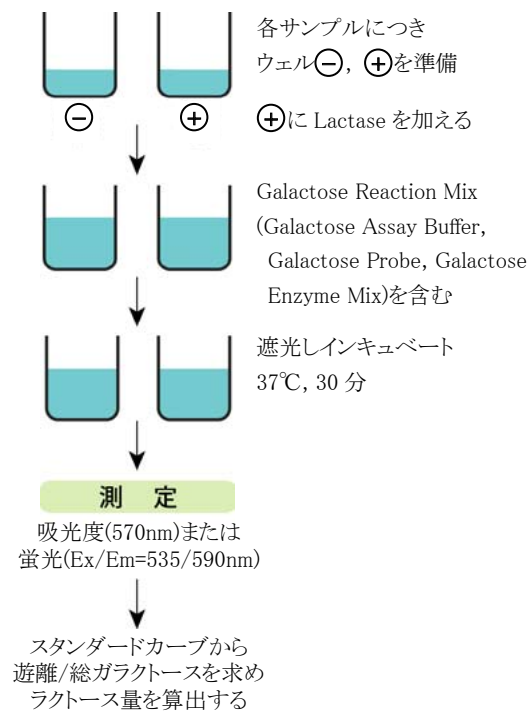 各サンプルにつき
ウェル⊖, ⊕を準備
⊖ ⊕
⊕に Lactase を加える
Galactose Reaction Mix
(Galactose Assay Buffer,
Galactose Probe, Galactose
Enzyme Mix)を含む
遮光しインキュベート
37℃, 30 分
測 定
吸光度(570nm)または
蛍光(Ex/Em=535/590nm)
スタンダードカーブから
遊離/総ガラクトースを求め
ラクトース量を算出する